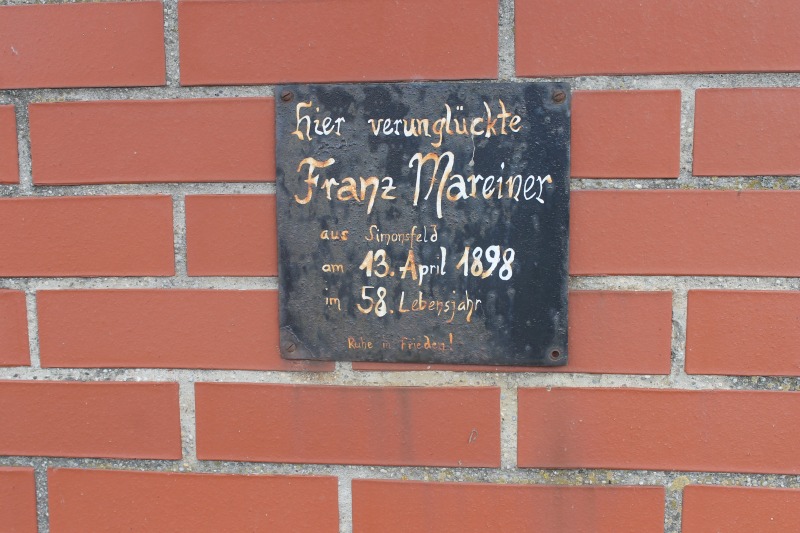 Hier verunglückte
Franz Mareiner
aus Simonsfeld
am 13. April 1898
im 58. Lebensjahr
Ruhe in Frieden!